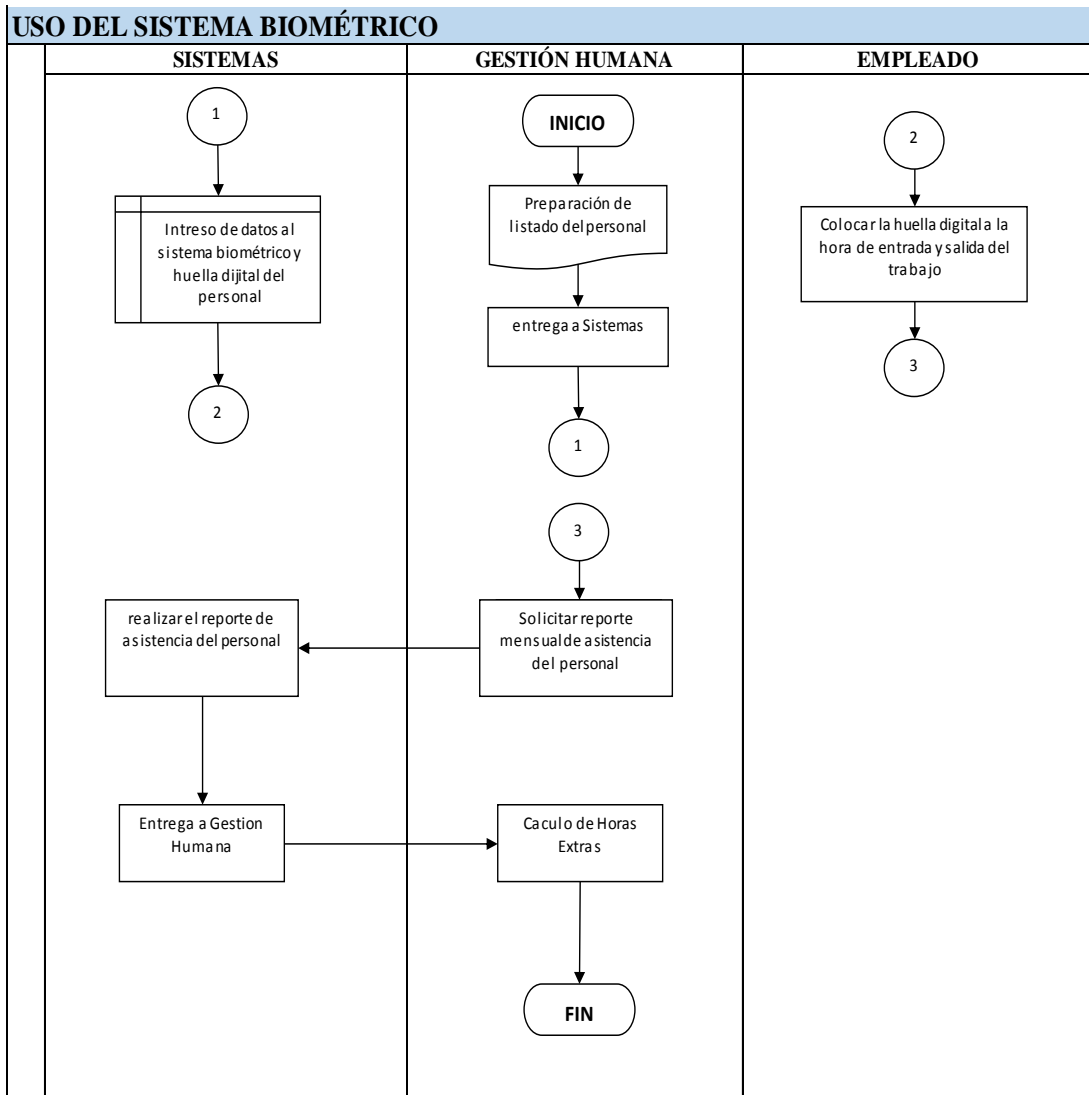 USO DEL SISTEMA BIOMÉTRICO
SISTEMAS
GESTIÓN HUMANA
EMPLEADO
1
Intreso de datos al
sistema biométrico y
huella dijital del
personal
2
INICIO
Preparación de
listado del personal
entrega a Sistemas
1
2
Colocar la huella digital a la
hora de entrada y salida del
trabajo
3
3
Solicitar reporte
mensual de asistencia
del personal
realizar el reporte de
asistencia del personal
Entrega a Gestion
Humana
Caculo de Horas
Extras
FIN